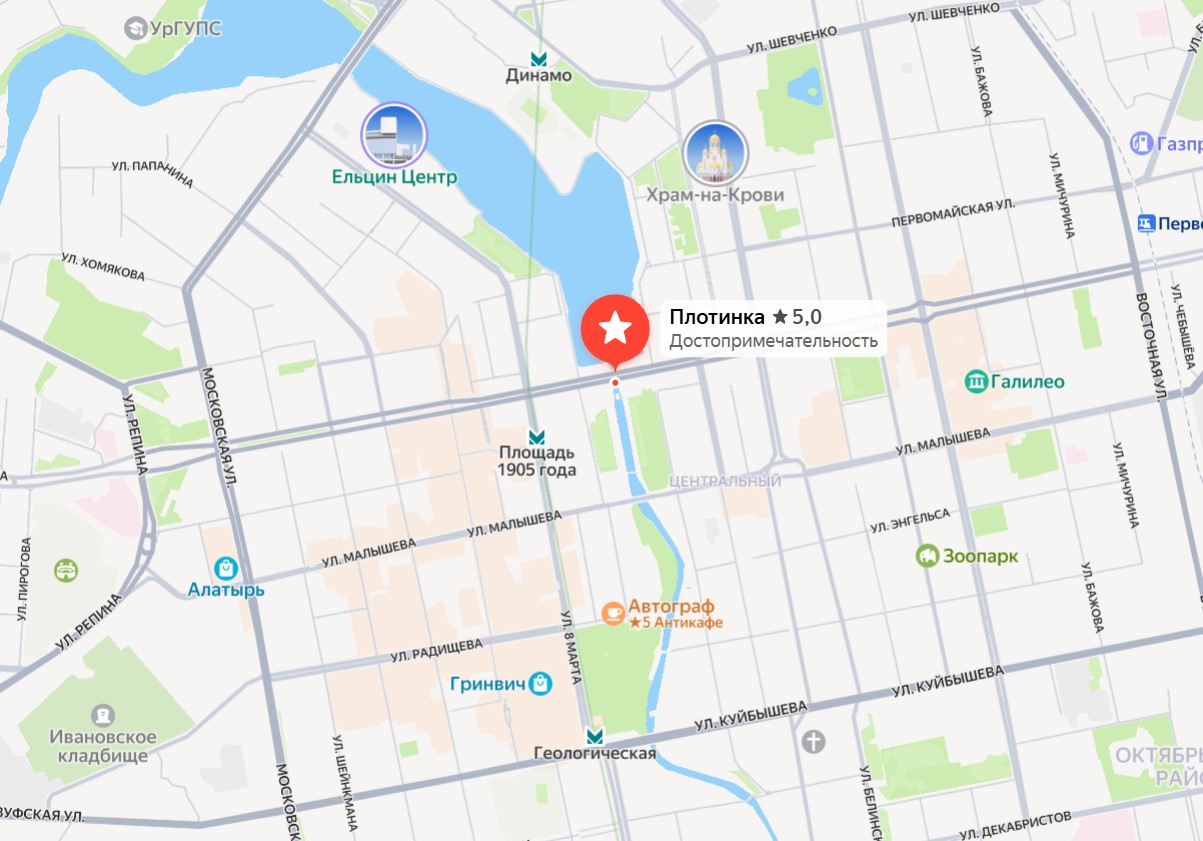 УрГУПС
УЛ. ШЕВЧЕНКО
УЛ. ШЕВЧЕНКО
Динамо
УЛ. БАЖОВА
Газпр
Ельцин Центр
УЛ. ПАПАНИНА
Храм-на-Крови
УЛ. МИЧУРИНА
ПЕРВОМАЙСКАЯ УЛ.
Перво
УЛ. ХОМЯКОВА
Плотинка ★ 5,0
Достопримечательность
ВОСТОЧНАЯ УЛ.
УЛ. ЧЕБЫШЁВА
МОСКОВСКАЯ УЛ.
УЛ. РЕПИНА
Галилео
Площадь
1905 года
УЛ. МАЛЫШЕВА
ЦЕНТРАЛЬНЫЙ
УЛ. МИЧУРИНА
УЛ. МАЛЫШЕВА
УЛ. МАЛЫШЕВА
УЛ. ЭНГЕЛЬСА
Зоопарк
УЛ. ПИРОГОВА
Алатырь
УЛ. БАЖОВА
УЛ. РЕПИНА
Автограф
★5 Антикафе
УЛ. 8 МАРТА
УЛ. РАДИЩЕВА
Гринвич
УЛ. КУЙБЫШЕВА
УЛ. КУЙБЫШЕВА
Ивановское
кладбище
Геологическая
УЛ. ШЕЙНКМАНА
МОСКОВСК
УЛ. БЕЛИНС
ОКТЯБРЬ
РАЙО
УФСКАЯ УЛ.
УЛ. ДЕКАБРИСТОВ